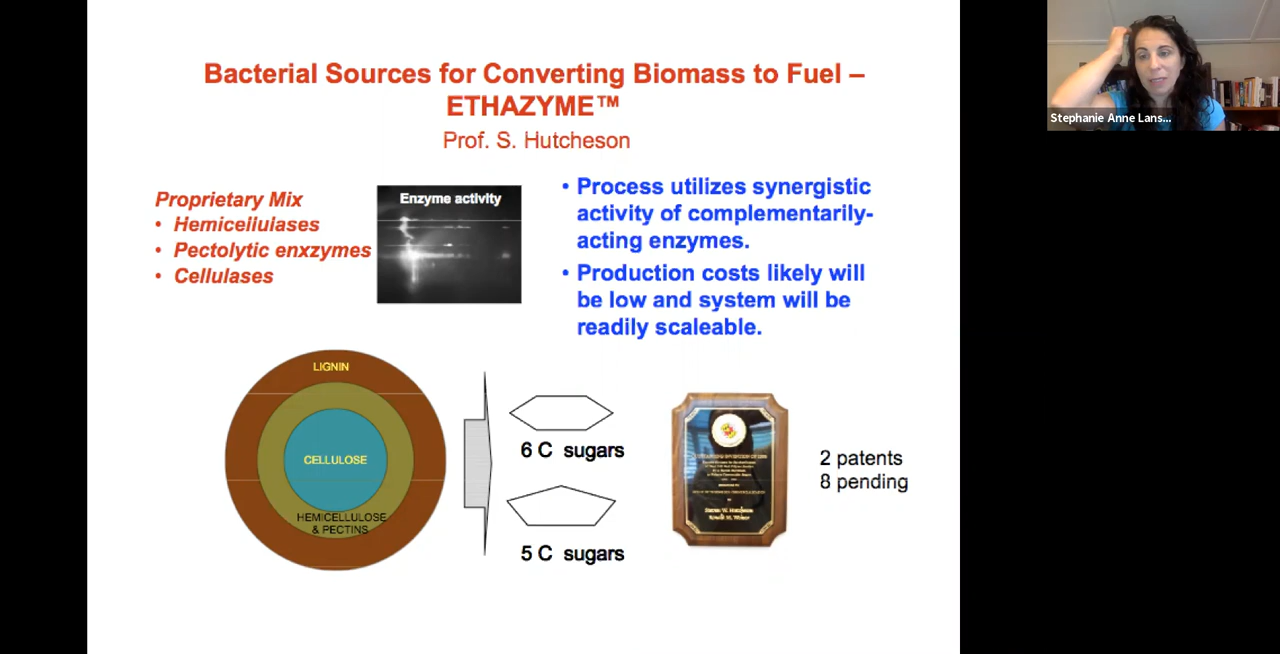 Bacterial Sources for Converting Biomass to Fuel –
ETHAZYME™
Prof. S. Hutcheson
Proprietary Mix
• Hemicellulases
• Pectolytic enxzymes
• Cellulases
Enzyme activity
• Process utilizes synergistic
activity of complementarily-
acting enzymes.
• Production costs likely will
be low and system will be
readily scaleable.
LIGNIN
CELLULOSE
HEMICELLULOSE
& PECTINS
6 C sugars
5 C sugars
2 patents
8 pending
Stephanie Anne Lans...